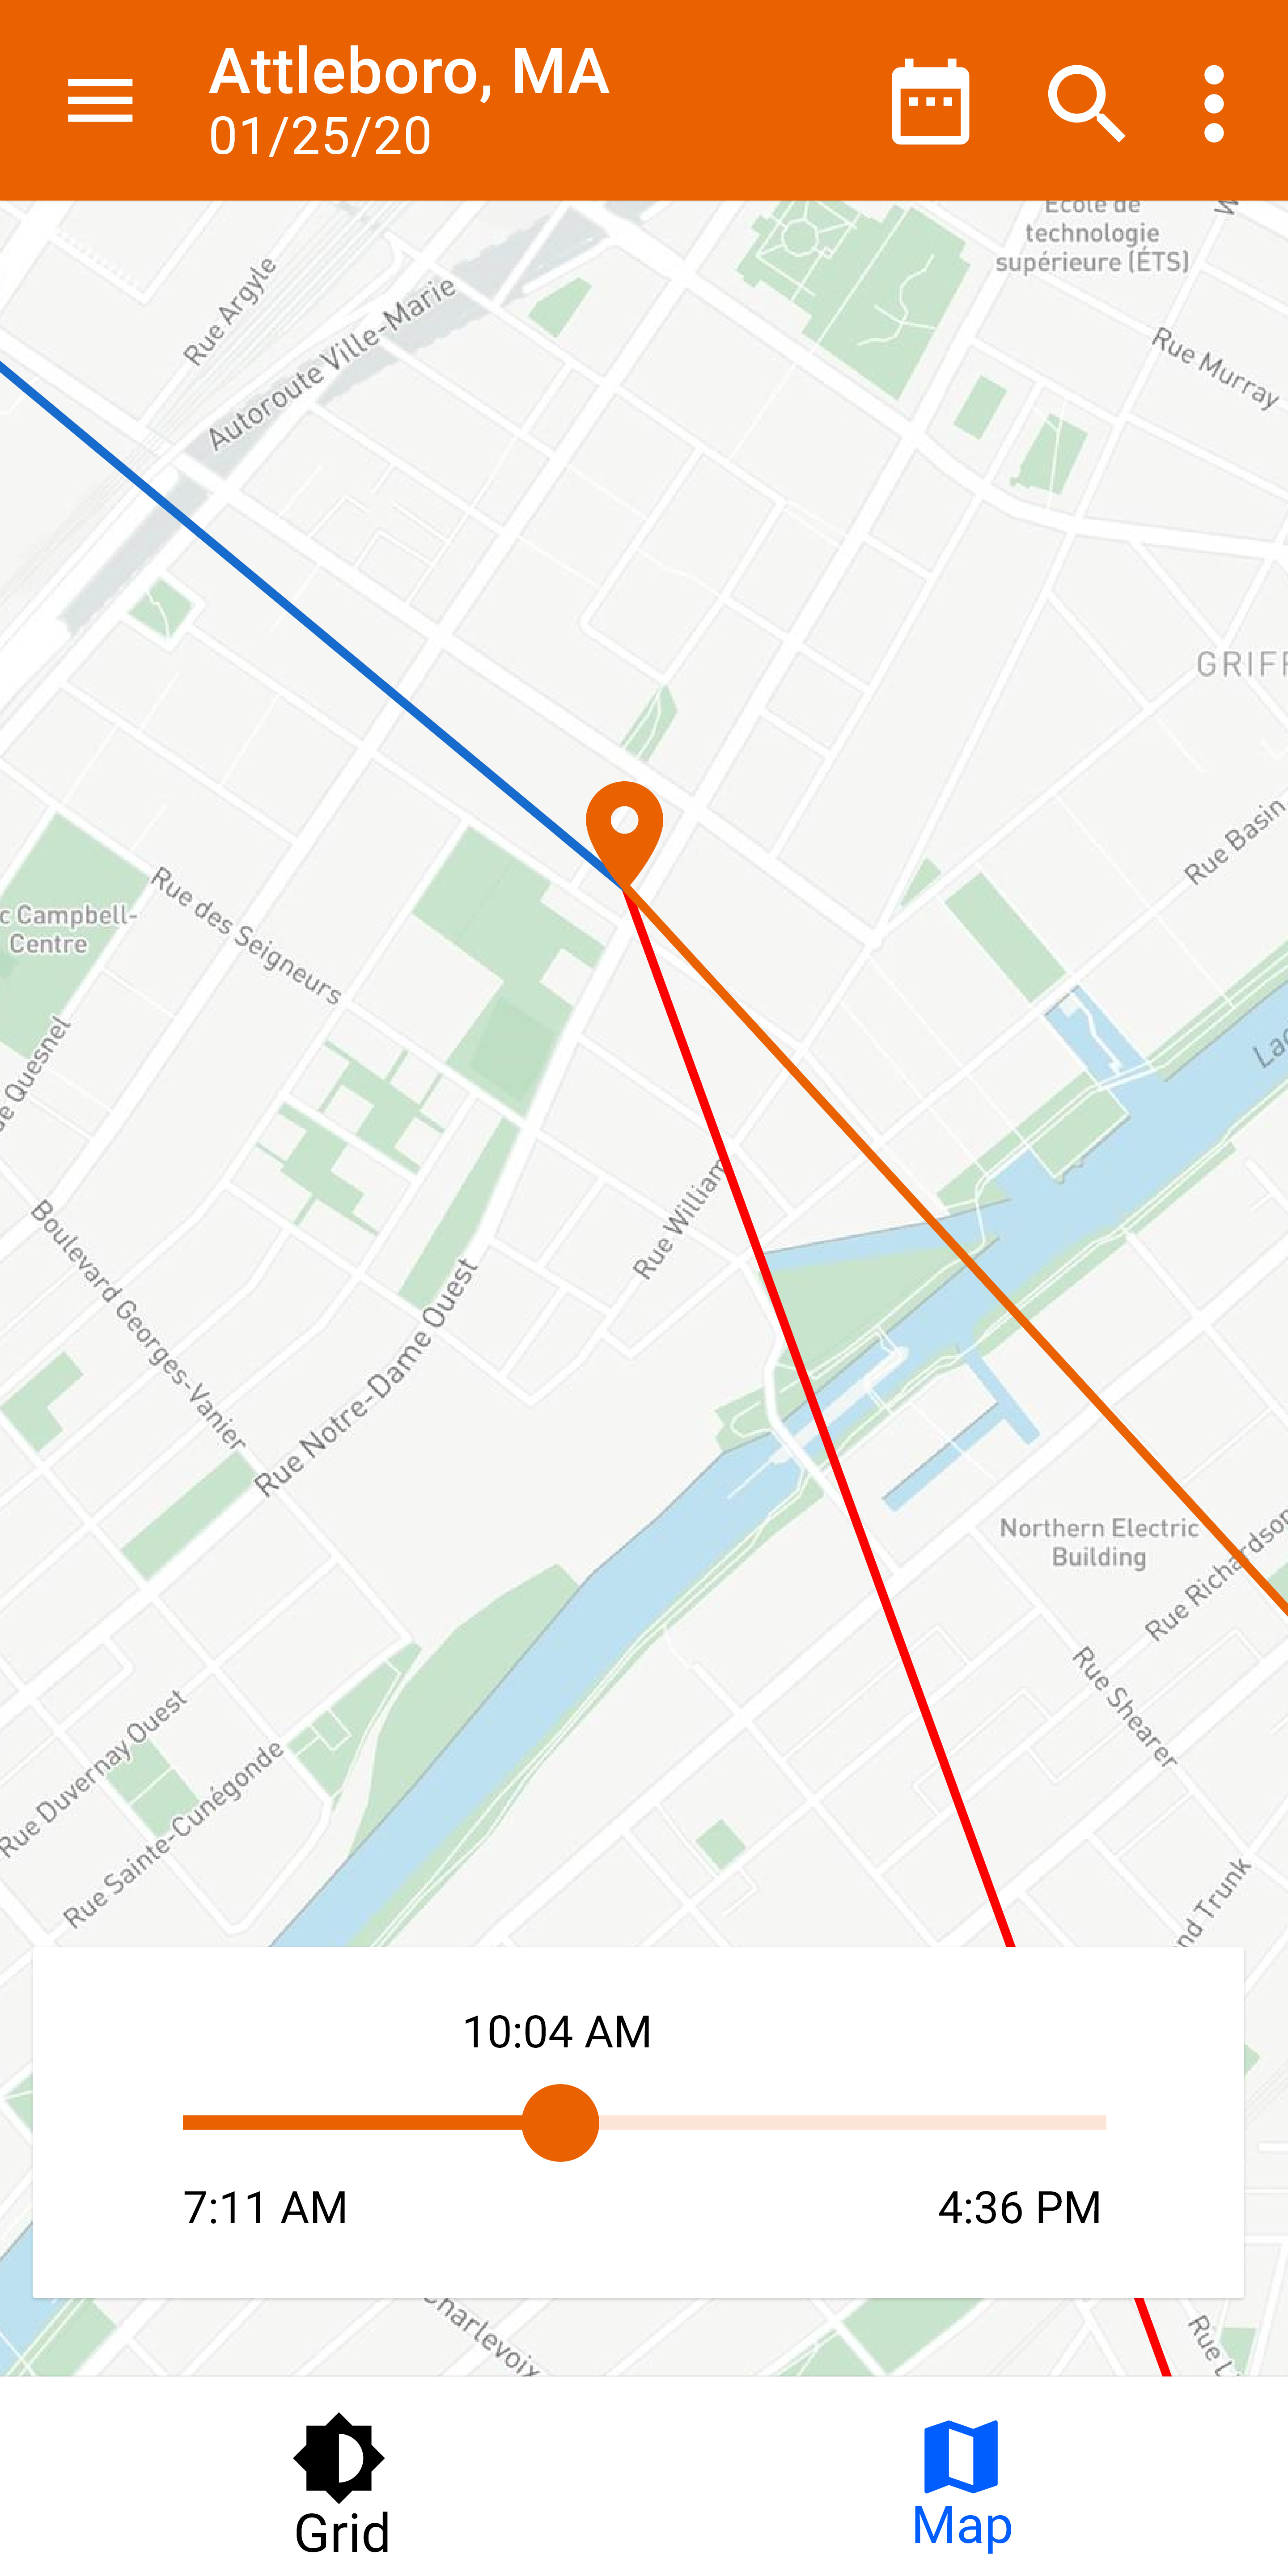 Attleboro, MA
01/25/20
École de
technologie
supérieure (ÉTS)
Rue Argyle
Autoroute Ville-Marie
Rue Murray
GRIFF
Rue Basin
Rue des Seigneurs
c Campbell-
Centre
e Quesnel
Lac
Rue William
Boulevard Georges-Vanier
Rue Notre-Dame Ouest
Northern Electric
Building
Rue Richardson
Rue Shearer
Rue Duvernay Ouest
Rue Sainte-Cunégonde
nd Trunk
10:04 AM
7:11 AM
4:36 PM
Charlevoix
Rue L
Grid
Map